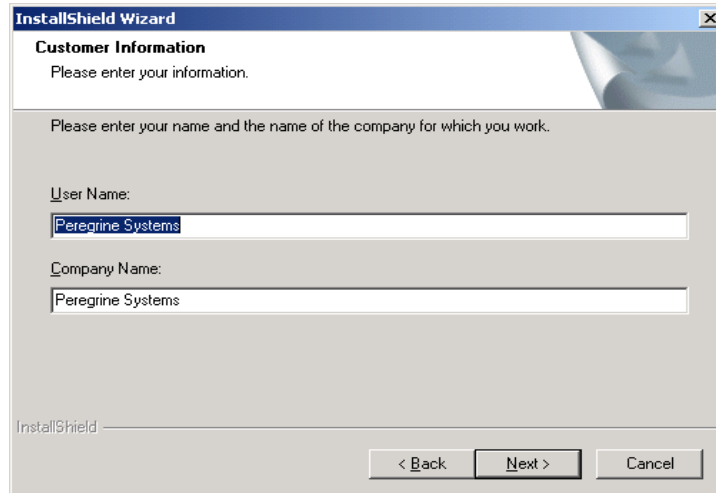 InstallShield Wizard
Customer Information
Please enter your information.
Please enter your name and the name of the company for which you work.
User Name:
Peregrine Systems
Company Name:
Peregrine Systems
InstallShield
< Back Next > Cancel